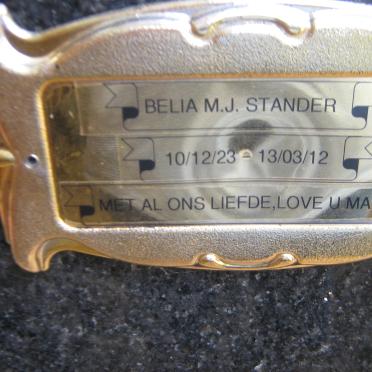 BELIA M.J. STANDER
10/12/23 - 13/03/12
MET AL ONS LIEFDE,LOVE U MA